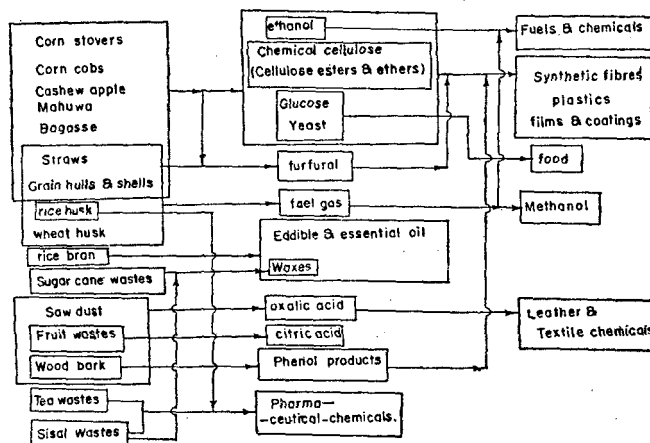 Corn stovers
Corn cobs
Cashew apple
Mahuwa
Bagasse
Straws
Grain hulls & shells
rice husk
wheat husk
rice bran
Sugar cane wastes
Saw dust
Fruit wastes
Wood bark
Tea wastes
Sisal Wastes
ethanol
Chemical cellulose
(Cellulose esters & ethers)
Glucose
Yeast
furfural
fael gas
Eddible & essential oil
Waxes
oxalic acid
citric acid
Phenol products
Pharma-
-ceutical-chemicals.
Fuels & chemicals
Synthetic fibres
plastics
films & coatings
food
Methanol
Leather &
Textile chemicals